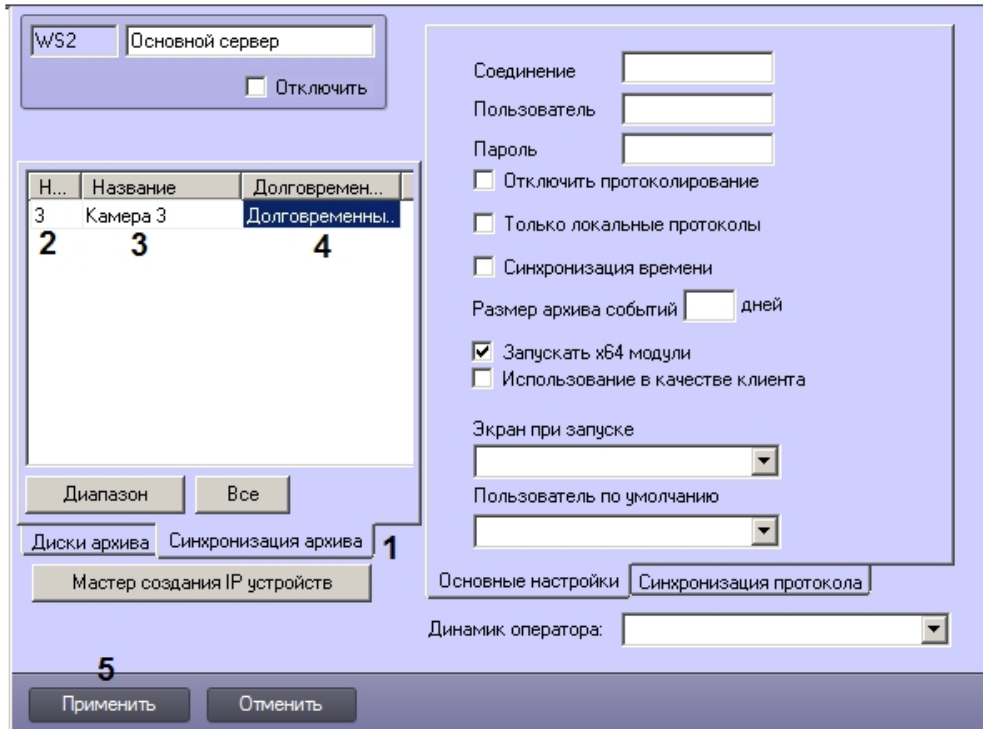 WS2 Основной сервер
Отключить
Н... Название Долговремен...
3 Камера 3 Долговременны..
2 3 4
Диапазон Все
Диски архива Синхронизация архива 1
Мастер создания IP устройств
Соединение
Пользователь
Пароль
Отключить протоколирование
Только локальные протоколы
Синхронизация времени
Размер архива событий дней
Запускать x64 модули
Использование в качестве клиента
Экран при запуске
Пользователь по умолчанию
Основные настройки Синхронизация протокола
Динамик оператора:
5
Применить Отменить